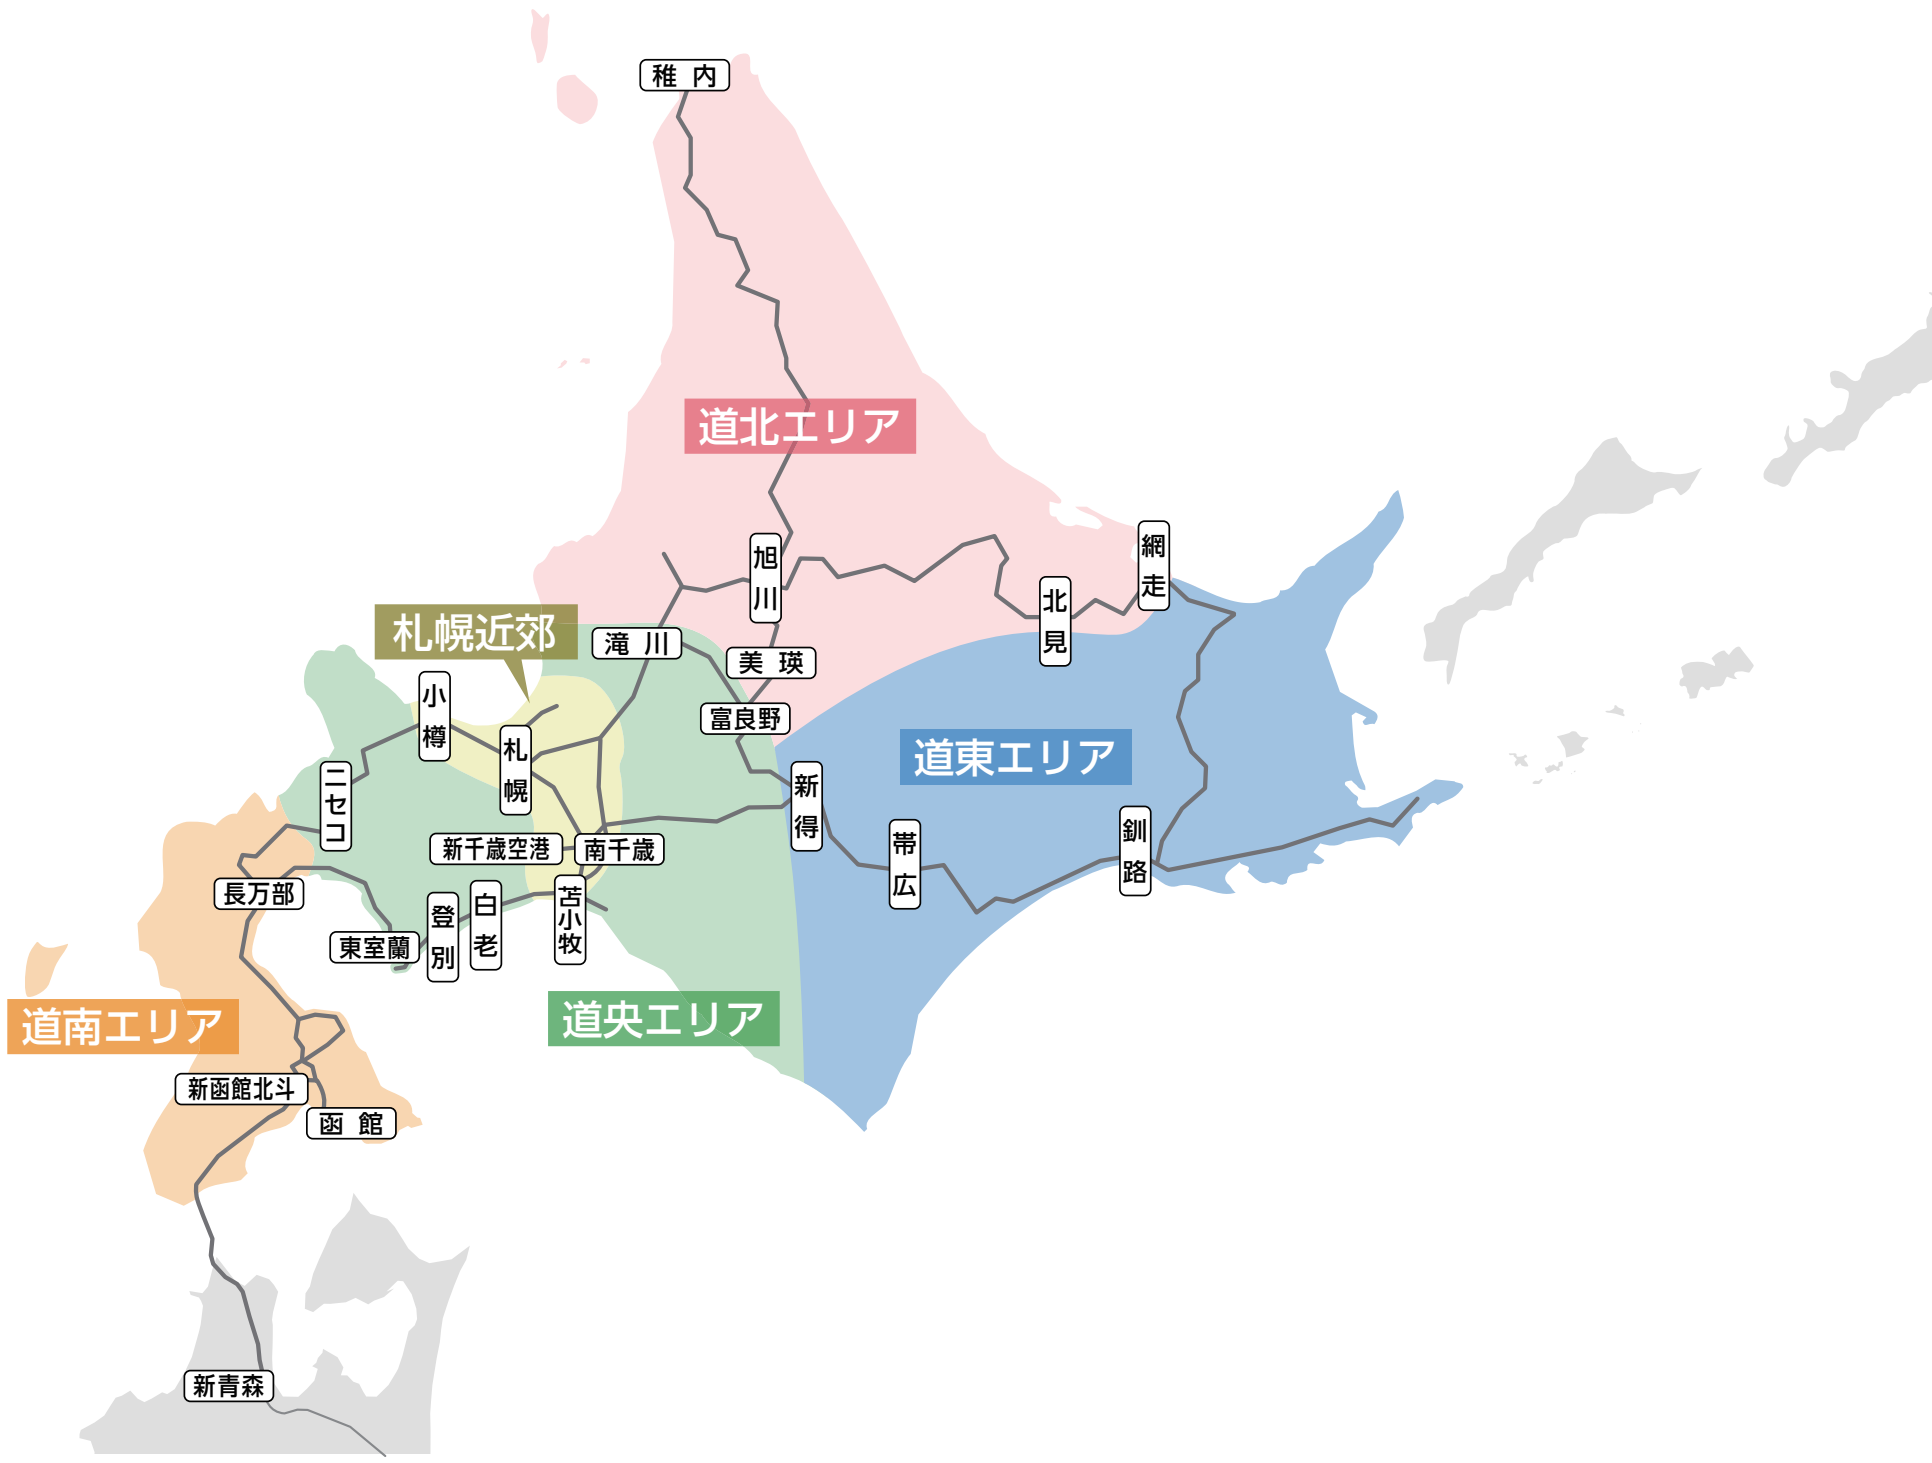 稚内
道北エリア
網走
旭川
北見
札幌近郊
滝川
美瑛
小樽
富良野
札幌
道東エリア
ニセコ
新得
釧路
帯広
新千歳空港
南千歳
長万部
苫小牧
白老
登別
東室蘭
道央エリア
道南エリア
新函館北斗
函館
新青森